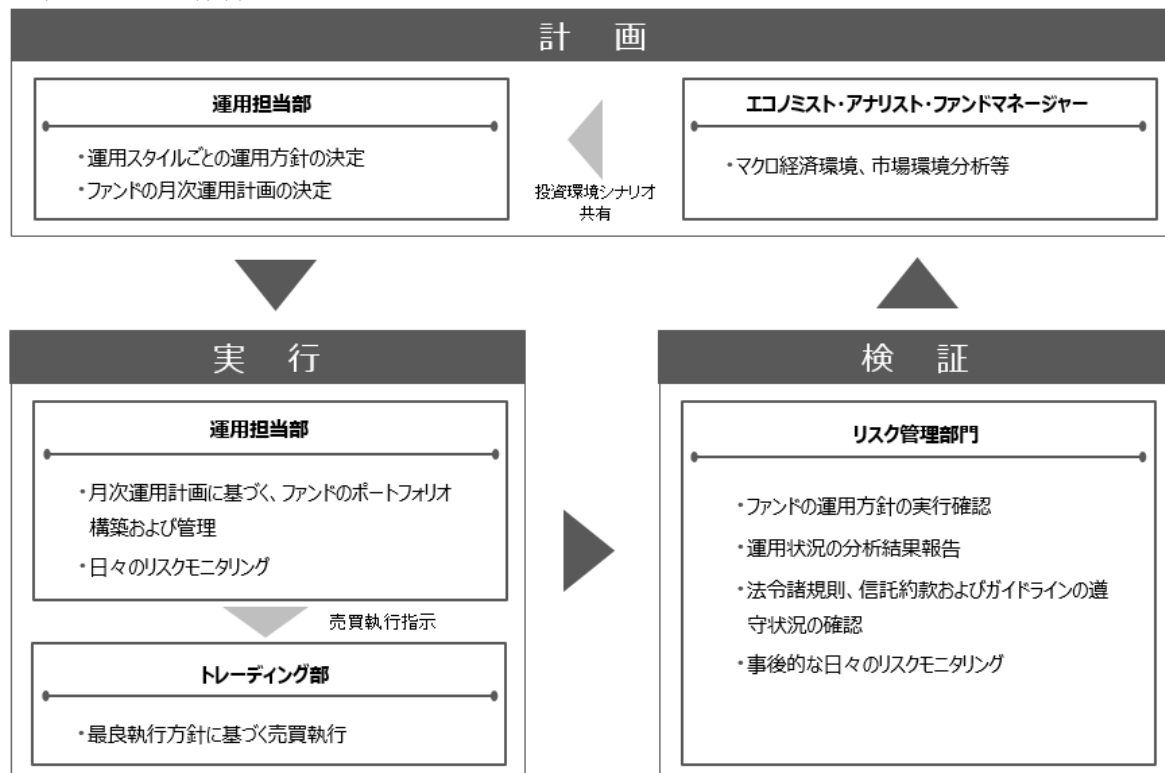 計 画
運用担当部
・運用スタイルごとの運用方針の決定
・ファンドの月次運用計画の決定
投資環境シナリオ
共有
エコノミスト・アナリスト・ファンドマネージャー
・マクロ経済環境、市場環境分析等
実 行
運用担当部
・月次運用計画に基づく、ファンドのポートフォリオ
構築および管理
・日々のリスクモニタリング
売買執行指示
トレーディング部
・最良執行方針に基づく売買執行
検 証
リスク管理部門
・ファンドの運用方針の実行確認
・運用状況の分析結果報告
・法令諸規則、信託約款およびガイドラインの遵
守状況の確認
・事後的な日々のリスクモニタリング